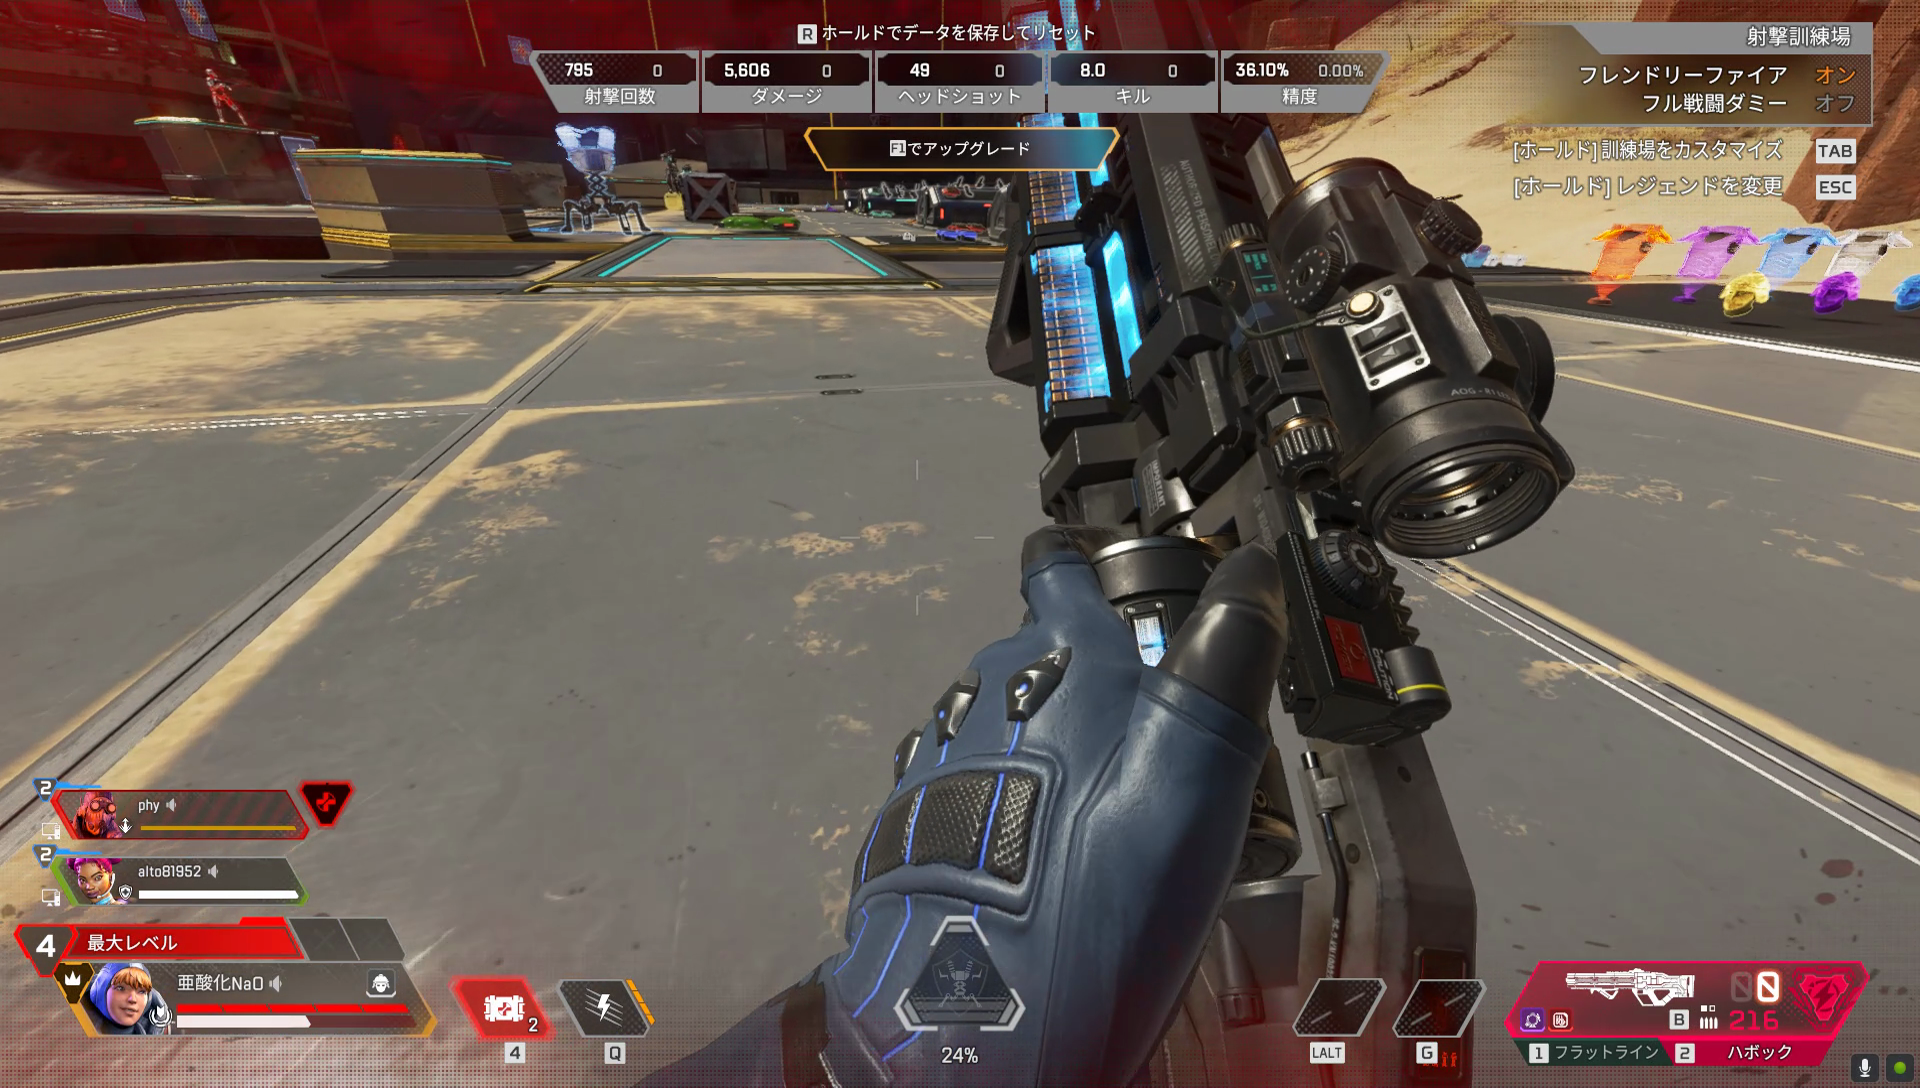 R ホールドでデータを保存してリセット
795 0 5,606 0 49 0 8.0 0 36.10% 0.00%
射撃回数 ダメージ ヘッドショット キル 精度
F1でアップグレード
射撃訓練場
フレンドリーファイア オン
フル戦闘ダミー オフ
[ホールド]訓練場をカスタマイズ TAB
[ホールド]レジェンドを変更 ESC
IMPORTANT
2
phy
2
alto81952
4 最大レベル
亜酸化NaO
2
4 Q
24%
LALT G
00
B 216
1 フラットライン 2 ハボック